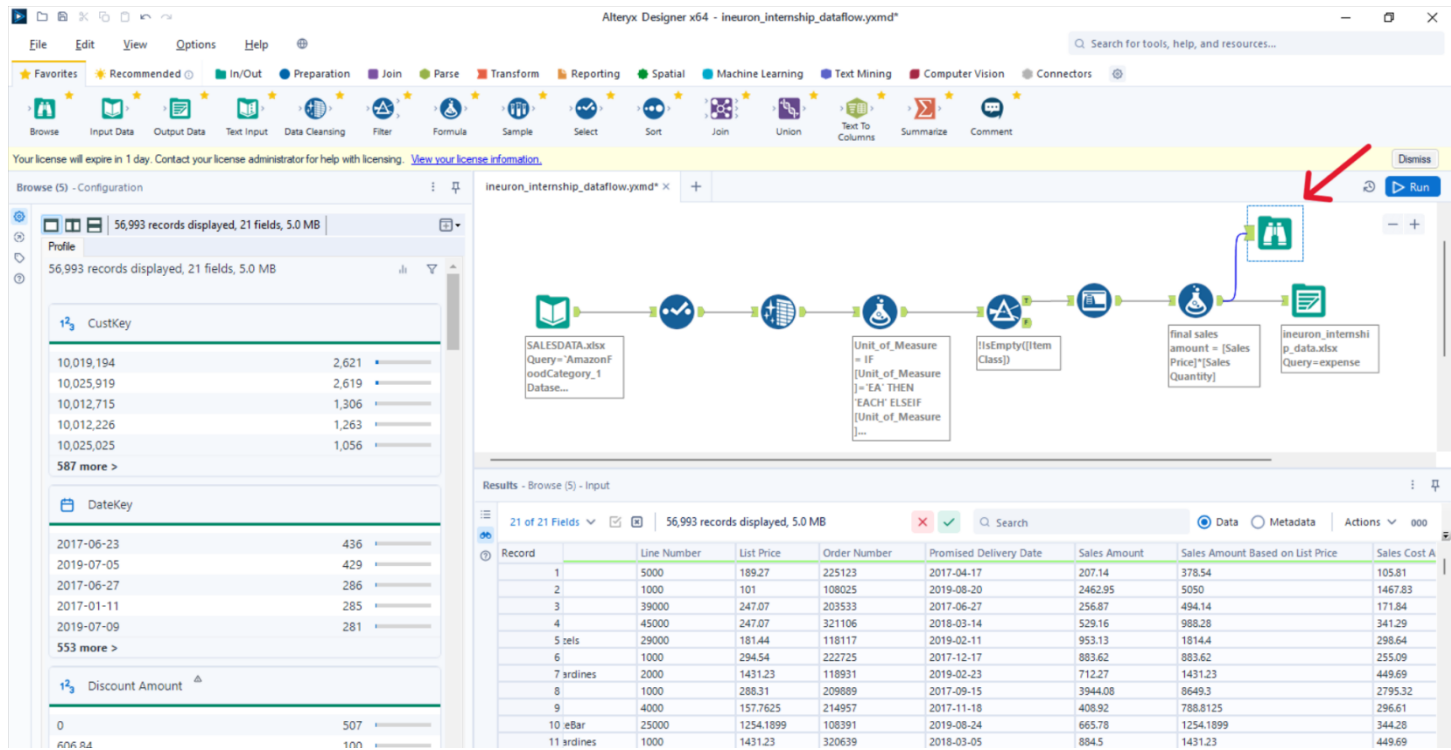 Alteryx Designer x64 - ineuron_internship_dataflow.yxmd*
File Edit View Options Help
Search for tools, help, and resources...
Favorites Recommended In/Out Preparation Join Parse Transform Reporting Spatial Machine Learning Text Mining Computer Vision Connectors
Browse Input Data Output Data Text Input Data Cleansing Filter Formula Sample Select Sort Join Union Text To Columns Summarize Comment
Your license will expire in 1 day. Contact your license administrator for help with licensing. View your license information. Dismiss
Browse (5) - Configuration
56,993 records displayed, 21 fields, 5.0 MB
Profile
56,993 records displayed, 21 fields, 5.0 MB
123 CustKey
10,019,194 2,621
10,025,919 2,619
10,012,715 1,306
10,012,226 1,263
10,025,025 1,056
587 more >
DateKey
2017-06-23 436
2019-07-05 429
2017-06-27 286
2017-01-11 285
2019-07-09 281
553 more >
123 Discount Amount
0 507
606.84 100
ineuron_internship_dataflow.yxmd*
Run
SALESDATA.xlsx
Query=`AmazonF
oodCategory_1
Datase...
Unit_of_Measure
= IF
[Unit_of_Measure
]='EA' THEN
'EACH' ELSEIF
[Unit_of_Measure
]...
T
F
!IsEmpty([Item
Class])
final sales
amount = [Sales
Price]*[Sales
Quantity]
ineuron_internshi
p_data.xlsx
Query=expense
Results - Browse (5) - Input
21 of 21 Fields 56,993 records displayed, 5.0 MB Search Data Metadata Actions 000
Record Line Number List Price Order Number Promised Delivery Date Sales Amount Sales Amount Based on List Price Sales Cost A
1 5000 189.27 225123 2017-04-17 207.14 378.54 105.81
2 1000 101 108025 2019-08-20 2462.95 5050 1467.83
3 39000 247.07 203533 2017-06-27 256.87 494.14 171.84
4 45000 247.07 321106 2018-03-14 529.16 988.28 341.29
5 zels 29000 181.44 118117 2019-02-11 953.13 1814.4 298.64
6 1000 294.54 222725 2017-12-17 883.62 883.62 255.09
7 ardines 2000 1431.23 118931 2019-02-23 712.27 1431.23 449.69
8 1000 288.31 209889 2017-09-15 3944.08 8649.3 2795.32
9 4000 157.7625 214957 2017-11-18 408.92 788.8125 296.61
10 eBar 25000 1254.1899 108391 2019-08-24 665.78 1254.1899 344.28
11 ardines 1000 1431.23 320639 2018-03-05 884.5 1431.23 449.69